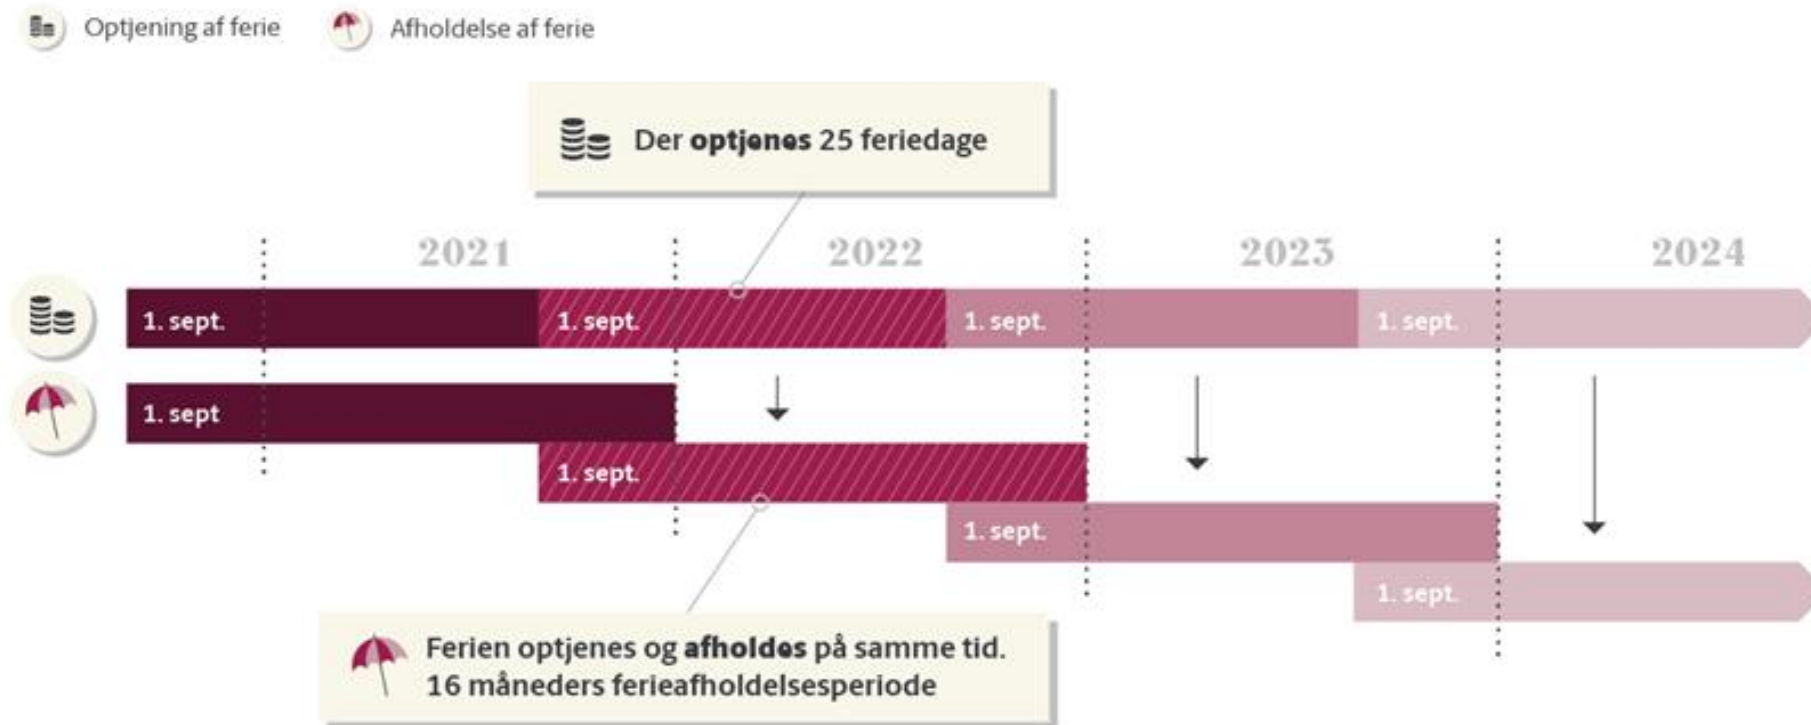 Optjening af ferie
Afholdelse af ferie
Der optjenes 25 feriedage
2021
2022
2023
2024
1. sept.
1. sept.
1. sept.
1. sept.
1. sept
1. sept.
1. sept.
1. sept.
Ferien optjenes og afholdes på samme tid.
16 måneders ferieafholdelsesperiode